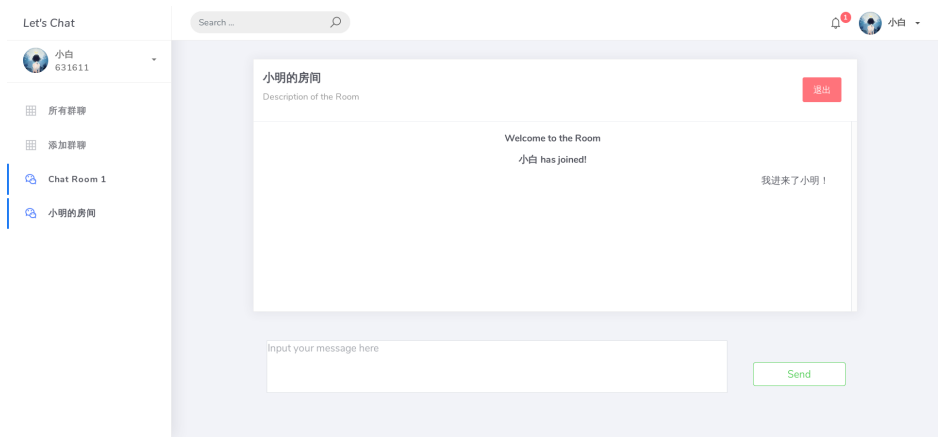 Let's Chat
Search ...
1
小白
小白
631611
所有群聊
添加群聊
Chat Room 1
小明的房间
小明的房间
Description of the Room
退出
Welcome to the Room
小白 has joined!
我进来了小明！
Input your message here
Send